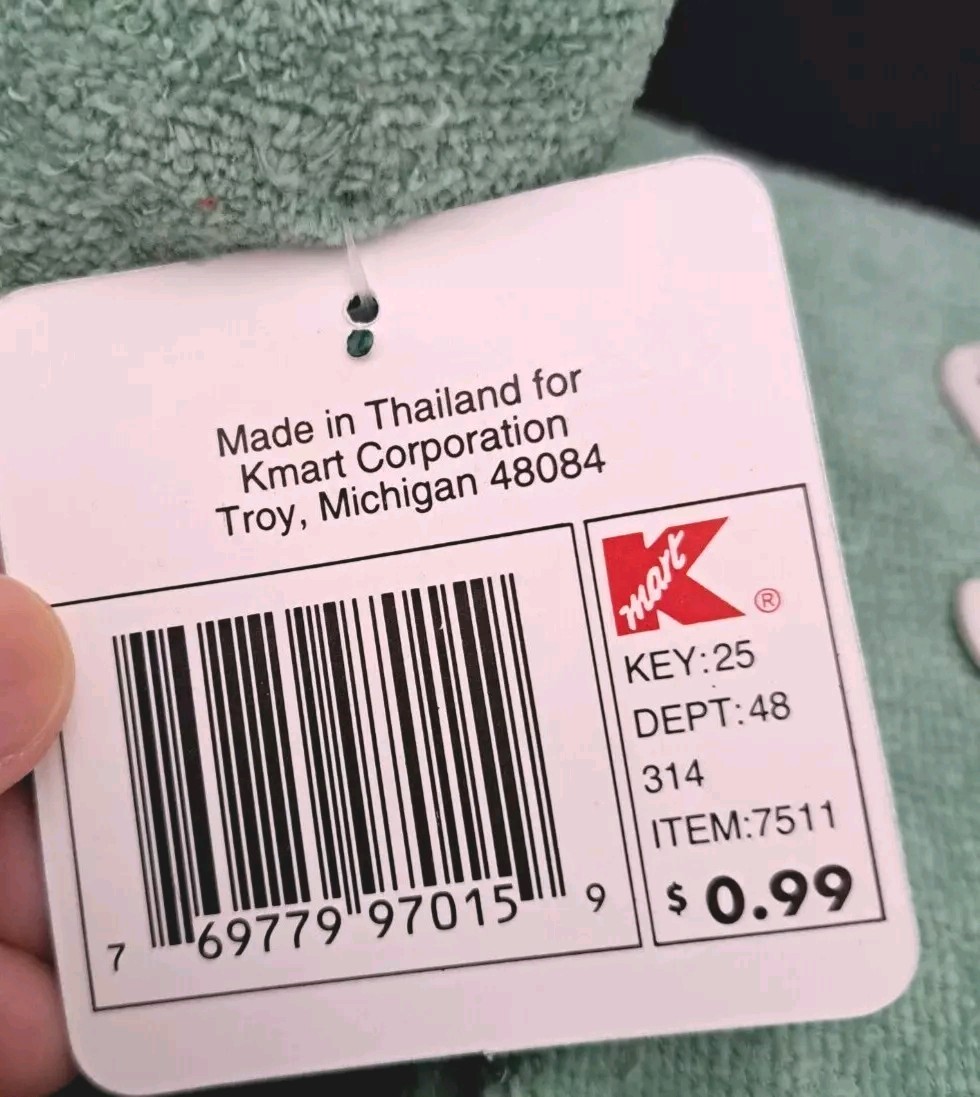 Made in Thailand for
Kmart Corporation
Troy, Michigan 48084
Kmart ®
KEY:25
DEPT:48
314
ITEM:7511
$ 0.99
7 69779 97015 9